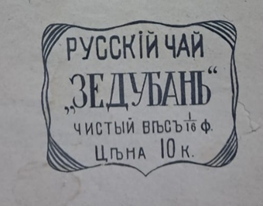 РУССКІЙ ЧАЙ
„ЗЕДУБАНЬ“
ЧИСТЫЙ ВѢСЪ 1/16 Ф.
ЦѢНА 10 К.